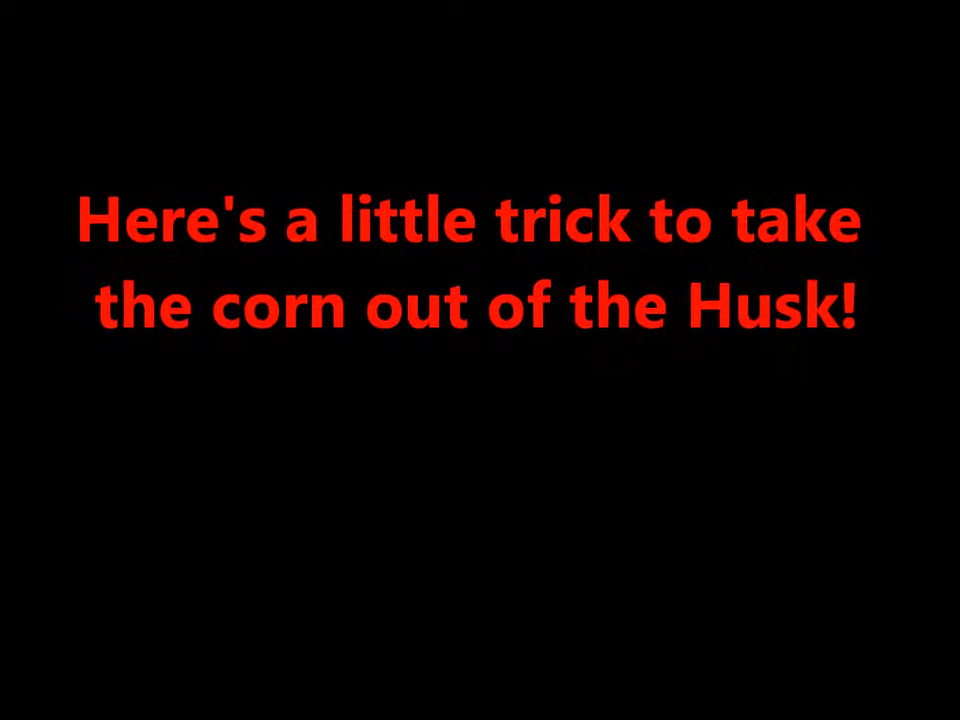 Here's a little trick to take
the corn out of the Husk!